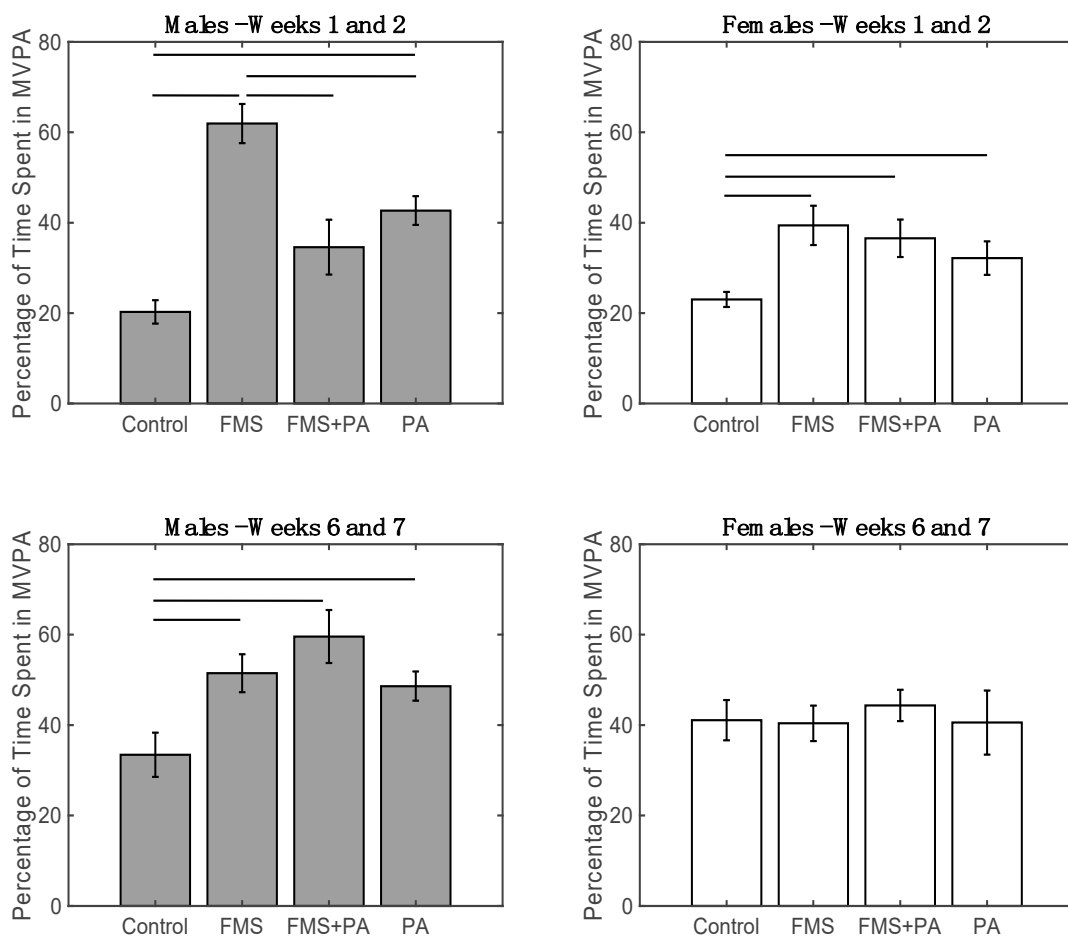 Males-Weeks 1 and 2
Percentage of Time Spent in MVPA
80
60
40
20
0
Control FMS FMS+PA PA
Females-Weeks 1 and 2
Percentage of Time Spent in MVPA
80
60
40
20
0
Control FMS FMS+PA PA
Males-Weeks 6 and 7
Percentage of Time Spent in MVPA
80
60
40
20
0
Control FMS FMS+PA PA
Females-Weeks 6 and 7
Percentage of Time Spent in MVPA
80
60
40
20
0
Control FMS FMS+PA PA